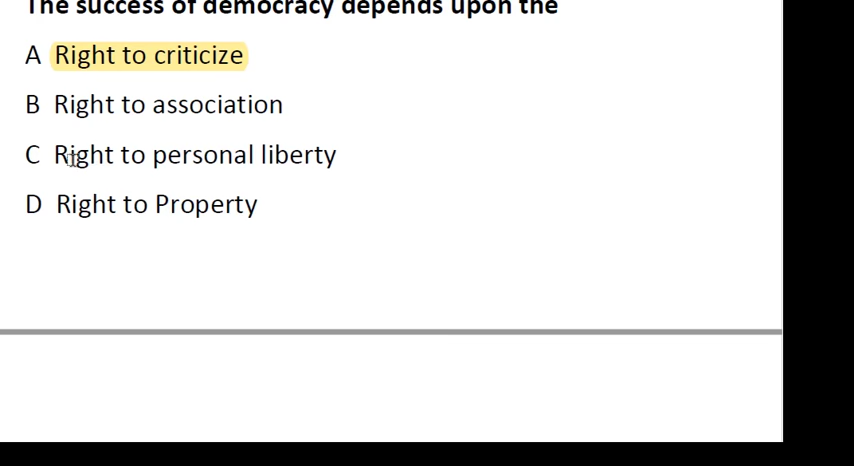 The success of democracy depends upon the
A Right to criticize
B Right to association
C Right to personal liberty
D Right to Property